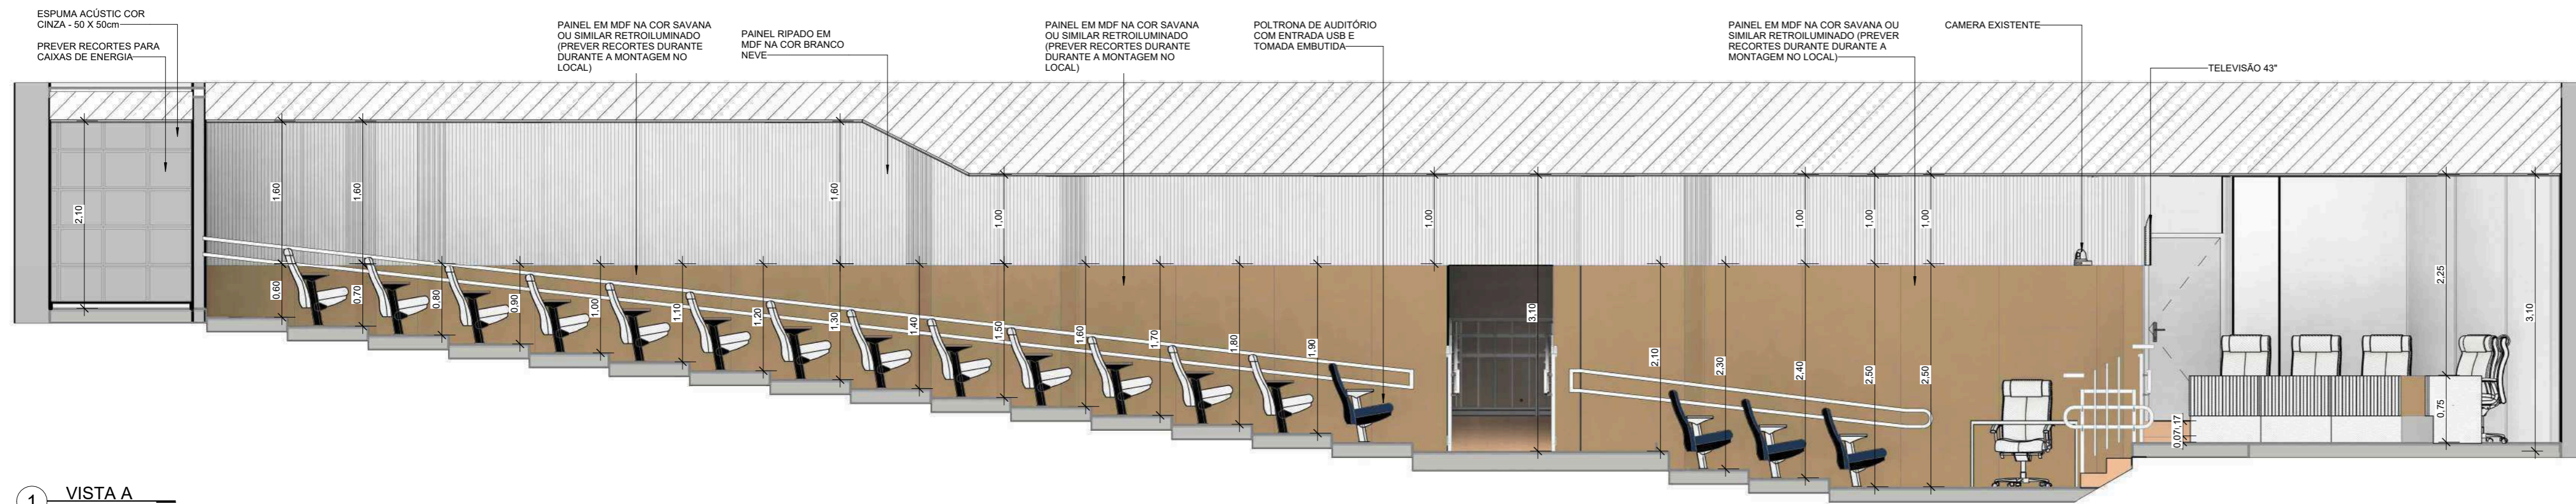 ESPUMA ACÚSTIC COR
CINZA - 50 X 50cm
PREVER RECORTES PARA
CAIXAS DE ENERGIA
PAINEL EM MDF NA COR SAVANA
OU SIMILAR RETROILUMINADO
(PREVER RECORTES DURANTE
DURANTE A MONTAGEM NO
LOCAL)
PAINEL RIPADO EM
MDF NA COR BRANCO
NEVE
PAINEL EM MDF NA COR SAVANA
OU SIMILAR RETROILUMINADO
(PREVER RECORTES DURANTE
DURANTE A MONTAGEM NO
LOCAL)
POLTRONA DE AUDITÓRIO
COM ENTRADA USB E
TOMADA EMBUTIDA
PAINEL EM MDF NA COR SAVANA OU
SIMILAR RETROILUMINADO (PREVER
RECORTES DURANTE DURANTE A
MONTAGEM NO LOCAL)
CAMERA EXISTENTE
TELEVISÃO 43"
2,10
1,60
1,60
1,60
1,00
1,00
1,00
1,00
1,00
0,60
0,70
0,80
0,90
1,00
1,10
1,20
1,30
1,40
1,50
1,60
1,70
1,80
1,90
3,10
2,10
2,30
2,40
2,50
2,50
2,25
0,75
3,10
0,07
0,17
1
VISTA A